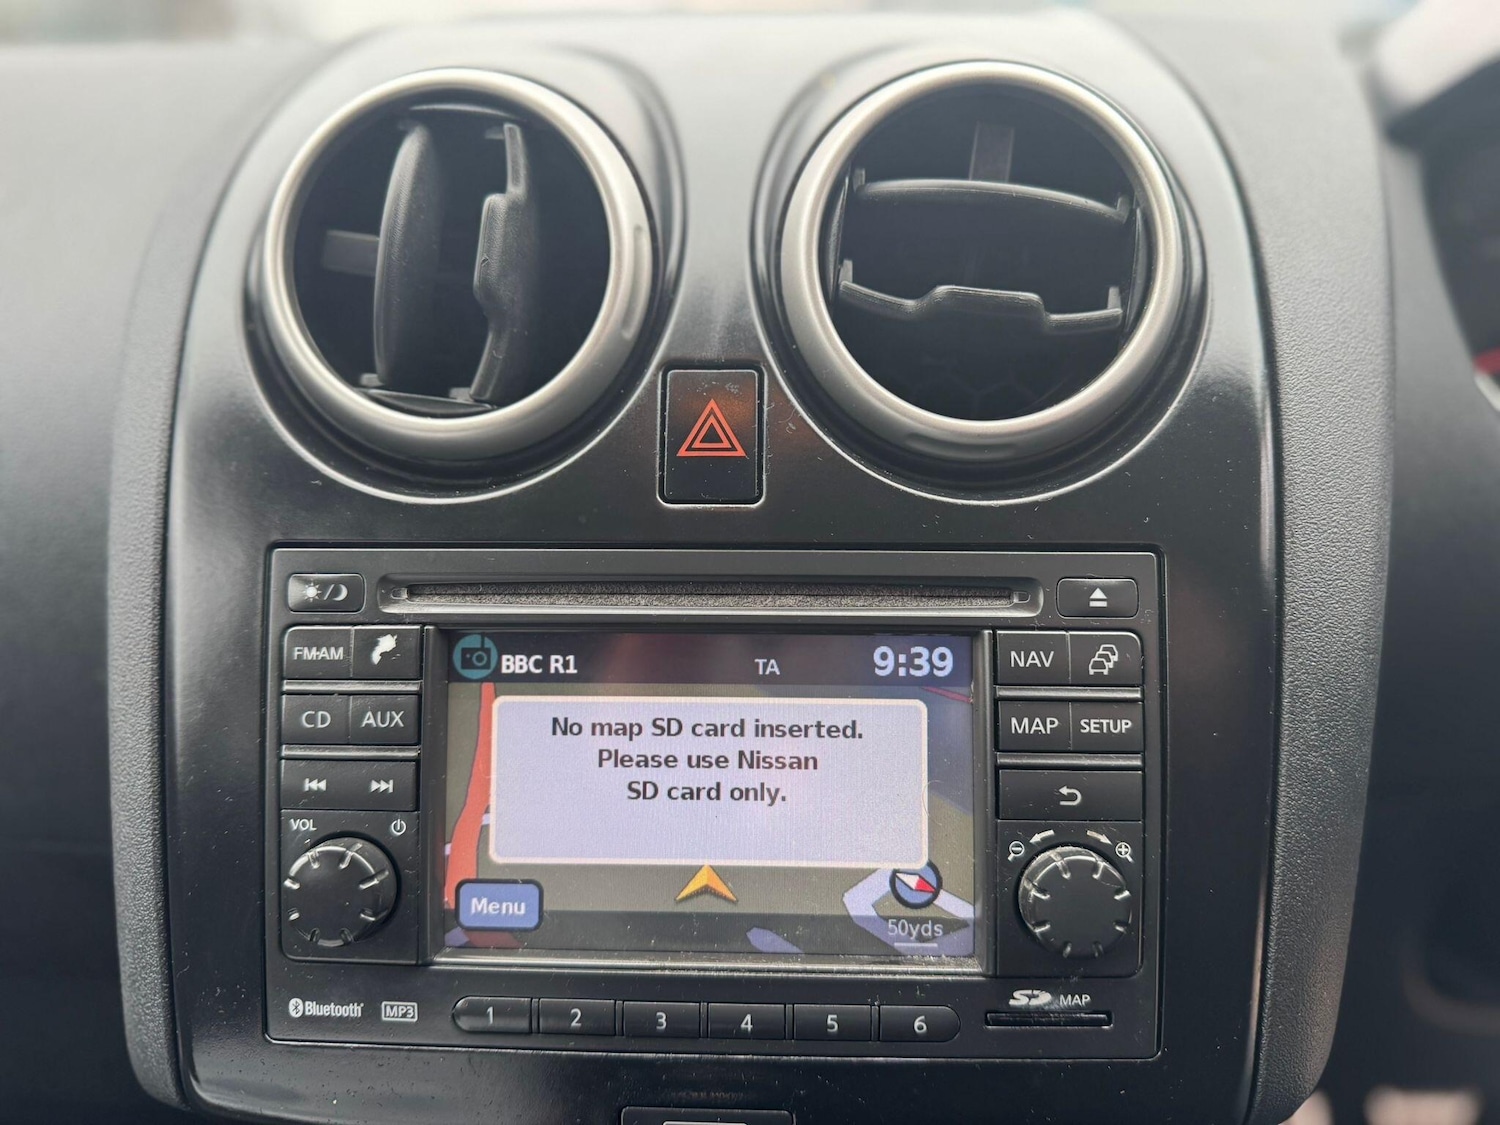 FM·AM
CD AUX
VOL
BBC R1 TA 9:39
No map SD card inserted.
Please use Nissan
SD card only.
Menu
50yds
NAV
MAP SETUP
Bluetooth MP3
1 2 3 4 5 6
SD MAP